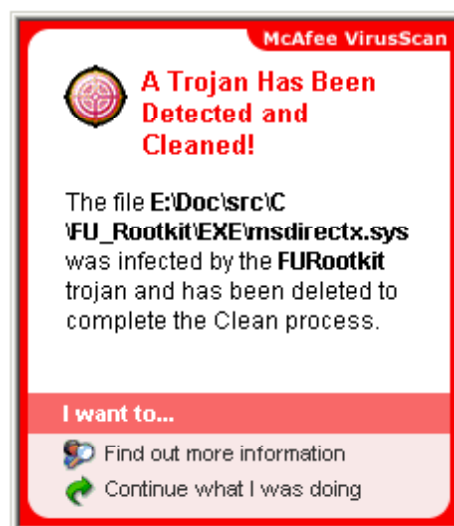 McAfee VirusScan
A Trojan Has Been
Detected and
Cleaned!
The file E:\Doc\src\C
\FU_Rootkit\EXE\msdirectx.sys
was infected by the FURootkit
trojan and has been deleted to
complete the Clean process.
I want to...
Find out more information
Continue what I was doing